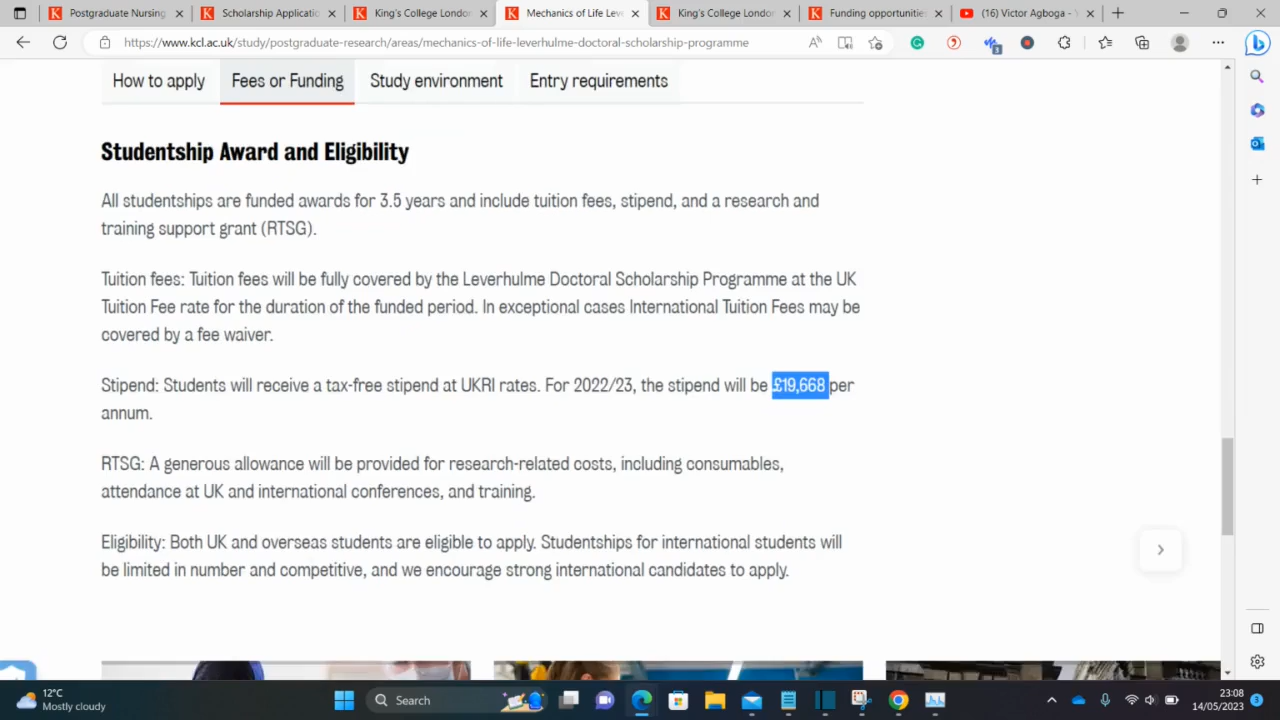 Postgraduate Nursing
Scholarship Applicatio
King's College London
Mechanics of Life Leve
King's College London
Funding opportunities
(16) Victor Agboga - Y
https://www.kcl.ac.uk/study/postgraduate-research/areas/mechanics-of-life-leverhulme-doctoral-scholarship-programme
How to apply
Fees or Funding
Study environment
Entry requirements
Studentship Award and Eligibility
All studentships are funded awards for 3.5 years and include tuition fees, stipend, and a research and
training support grant (RTSG).
Tuition fees: Tuition fees will be fully covered by the Leverhulme Doctoral Scholarship Programme at the UK
Tuition Fee rate for the duration of the funded period. In exceptional cases International Tuition Fees may be
covered by a fee waiver.
Stipend: Students will receive a tax-free stipend at UKRI rates. For 2022/23, the stipend will be £19,668 per
annum.
RTSG: A generous allowance will be provided for research-related costs, including consumables,
attendance at UK and international conferences, and training.
Eligibility: Both UK and overseas students are eligible to apply. Studentships for international students will
be limited in number and competitive, and we encourage strong international candidates to apply.
12°C
Mostly cloudy
Search
23:08
14/05/2023